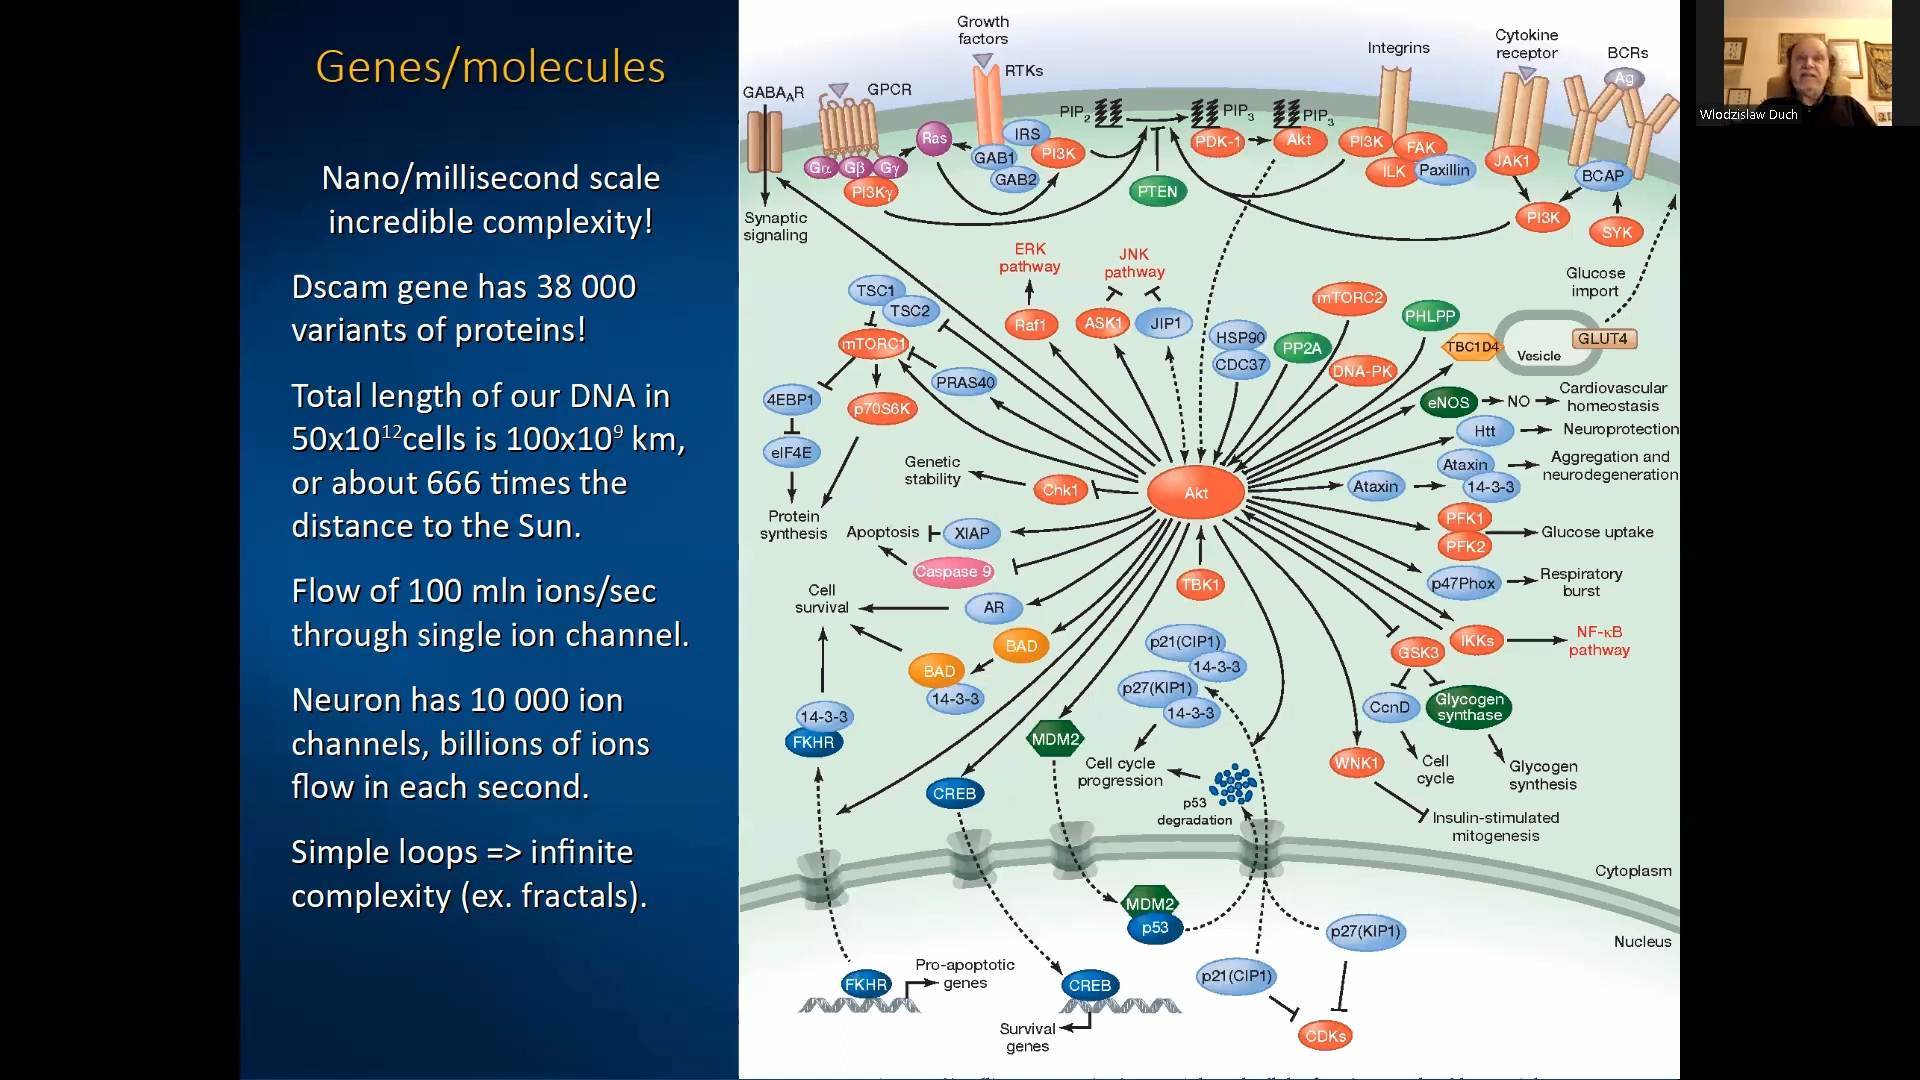 Genes/molecules
Nano/millisecond scale
incredible complexity!
Dscam gene has 38 000
variants of proteins!
Total length of our DNA in
50x10¹²cells is 100x10⁹ km,
or about 666 times the
distance to the Sun.
Flow of 100 mln ions/sec
through single ion channel.
Neuron has 10 000 ion
channels, billions of ions
flow in each second.
Simple loops => infinite
complexity (ex. fractals).
Growth
factors
RTKs
GABA_AR
GPCR
PIP₂
PIP₃
PIP₃
Integrins
Cytokine
receptor
BCRs
Ag
Ras
IRS
GAB1
GAB2
PI3K
PDK-1
Akt
PI3K
FAK
ILK
Paxillin
JAK1
BCAP
Gα
Gβ
Gγ
PI3Kγ
PTEN
PI3K
SYK
Synaptic
signaling
ERK
pathway
JNK
pathway
Glucose
import
TSC1
TSC2
Raf1
ASK1
JIP1
mTORC2
PHLPP
HSP90
CDC37
PP2A
DNA-PK
TBC1D4
Vesicle
GLUT4
mTORC1
PRAS40
4EBP1
p70S6K
eIF4E
eNOS
NO
Cardiovascular
homeostasis
Htt
Neuroprotection
Genetic
stability
Chk1
Akt
Ataxin
Ataxin
14-3-3
Aggregation and
neurodegeneration
Protein
synthesis
Apoptosis
XIAP
PFK1
PFK2
Glucose uptake
Caspase 9
TBK1
p47Phox
Respiratory
burst
Cell
survival
AR
BAD
BAD
14-3-3
p21(CIP1)
14-3-3
p27(KIP1)
14-3-3
GSK3
IKKs
NF-κB
pathway
CcnD
Glycogen
synthase
14-3-3
FKHR
MDM2
Cell cycle
progression
WNK1
Cell
cycle
Glycogen
synthesis
CREB
p53
degradation
Insulin-stimulated
mitogenesis
Cytoplasm
MDM2
p53
p27(KIP1)
Nucleus
FKHR
Pro-apoptotic
genes
CREB
p21(CIP1)
Survival
genes
CDKs
Wlodzislaw Duch